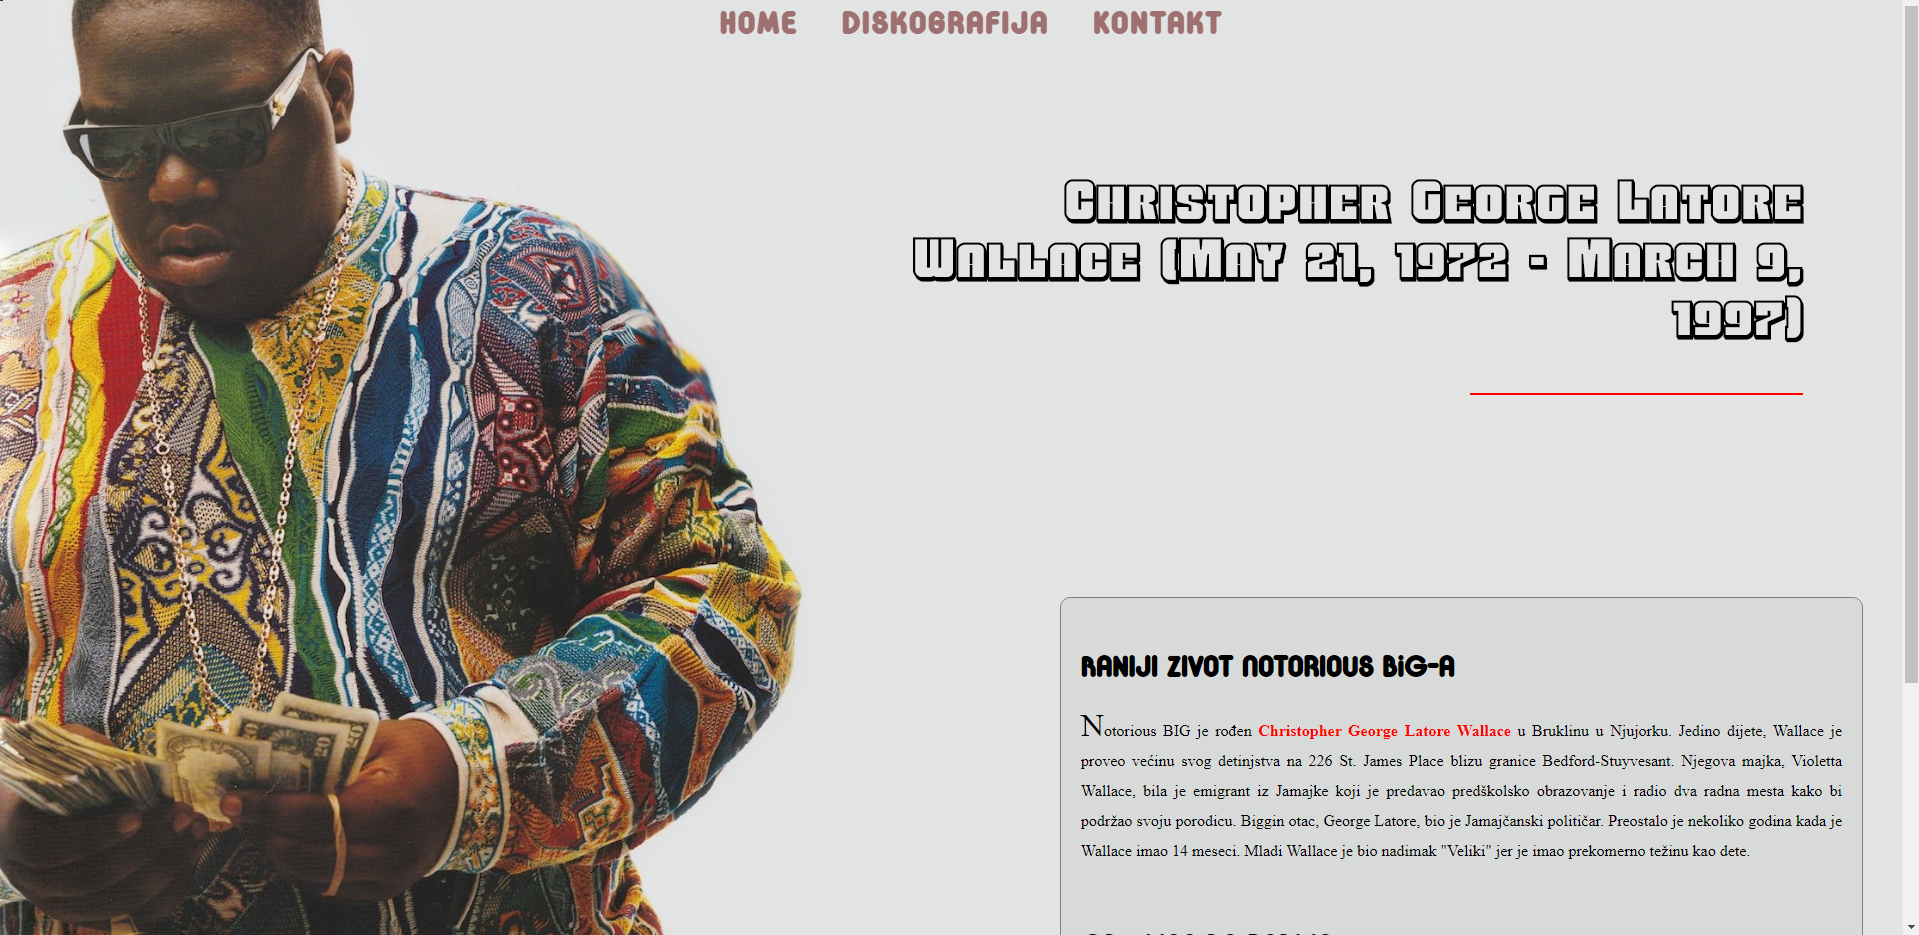 HOME DISKOGRAFIJA KONTAKT
Christopher George Latore
Wallace (May 21, 1972 - March 9,
1997)
RANIJI ZIVOT NOTORIOUS BiG-A
Notorious BIG je rođen Christopher George Latore Wallace u Bruklinu u Njujorku. Jedino dijete, Wallace je
proveo većinu svog detinjstva na 226 St. James Place blizu granice Bedford-Stuyvesant. Njegova majka, Violetta
Wallace, bila je emigrant iz Jamajke koji je predavao predškolsko obrazovanje i radio dva radna mesta kako bi
podržao svoju porodicu. Biggin otac, George Latore, bio je Jamajčanski političar. Preostalo je nekoliko godina kada je
Wallace imao 14 meseci. Mladi Wallace je bio nadimak "Veliki" jer je imao prekomerno težinu kao dete.